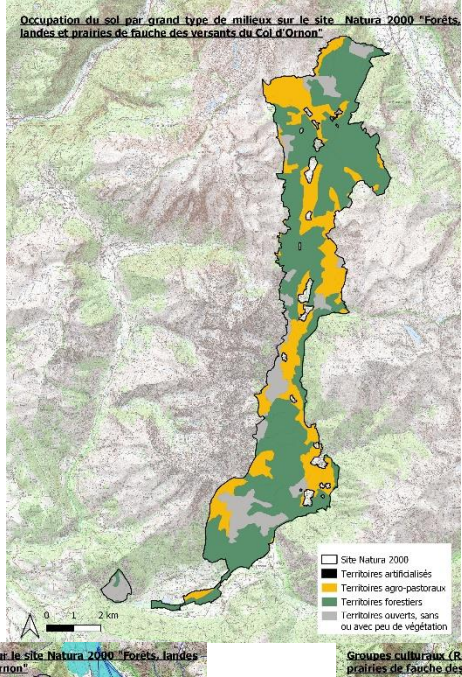 Occupation du sol par grand type de milieux sur le site Natura 2000 "Forêts,
landes et prairies de fauche des versants du Col d'Ornon"
Site Natura 2000
Territoires artificialisés
Territoires agro-pastoraux
Territoires forestiers
Territoires ouverts, sans
ou avec peu de végétation
0 1 2 km
r le site Natura 2000 "Forêts, landes
rnon"
Groupes culturaux (R
prairies de fauche des